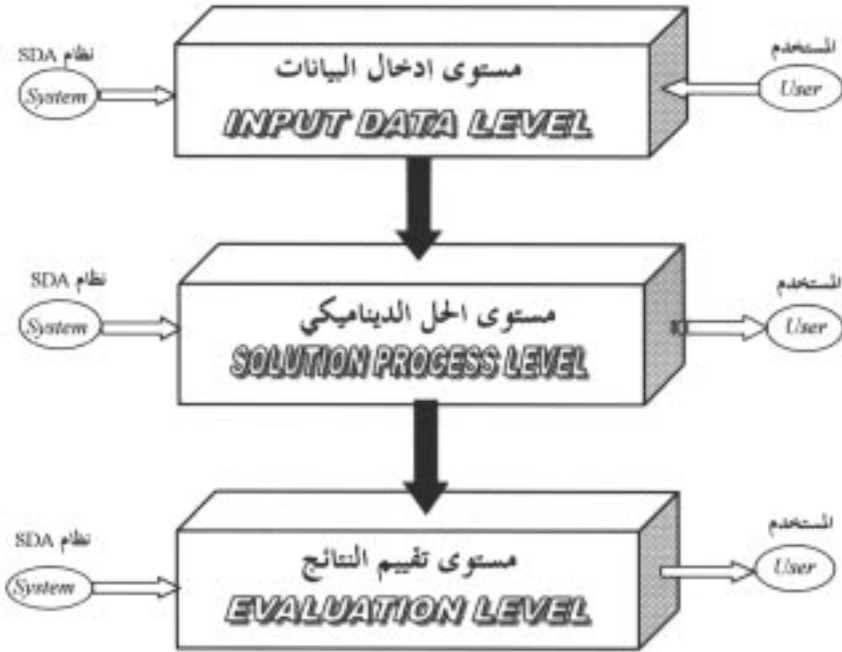 نظام SDA
System
مستوى ادخال البيانات
INPUT DATA LEVEL
المستخدم
User
نظام SDA
System
مستوى الحل الديناميكي
SOLUTION PROCESS LEVEL
المستخدم
User
نظام SDA
System
مستوى تقييم النتائج
EVALUATION LEVEL
المستخدم
User